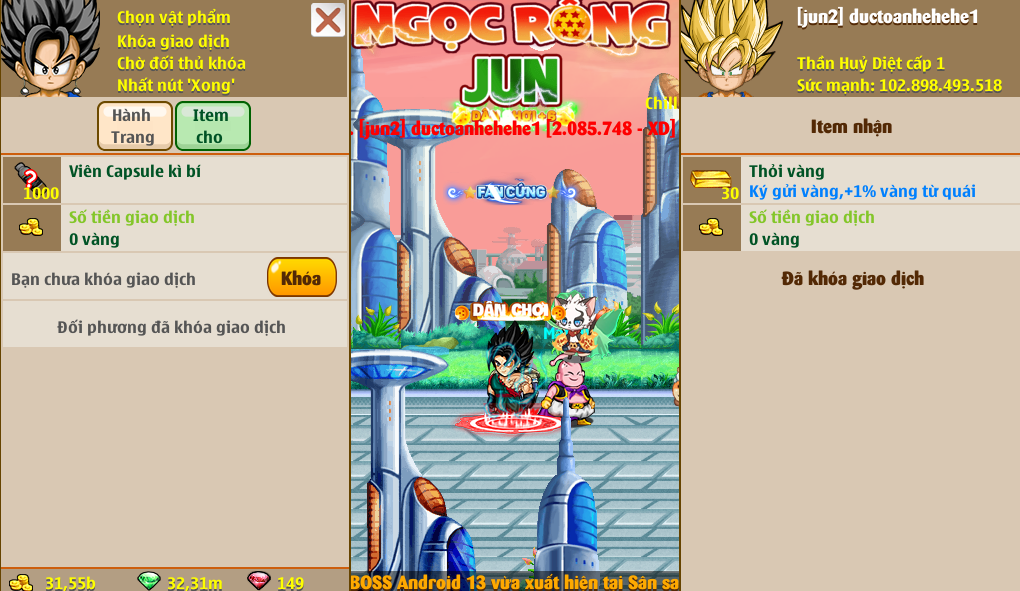 Chọn vật phẩm
Khóa giao dịch
Chờ đối thủ khóa
Nhất nút 'Xong'
Hành
Trang
Item
cho
1000
Viên Capsule kì bí
Số tiền giao dịch
0 vàng
Bạn chưa khóa giao dịch
Khóa
Đối phương đã khóa giao dịch
31,55b
32,31m
149
NGỌC RỒNG
JUN
Chill
[jun2] ductoanhehehe1 [2.085.748 - XD]
FAN CỨNG
DÂN CHƠI
BOSS Android 13 vừa xuất hiện tại Sân sa
[jun2] ductoanhehehe1
Thần Huỷ Diệt cấp 1
Sức mạnh: 102.898.493.518
Item nhận
30
Thỏi vàng
Ký gửi vàng,+1% vàng từ quái
Số tiền giao dịch
0 vàng
Đã khóa giao dịch